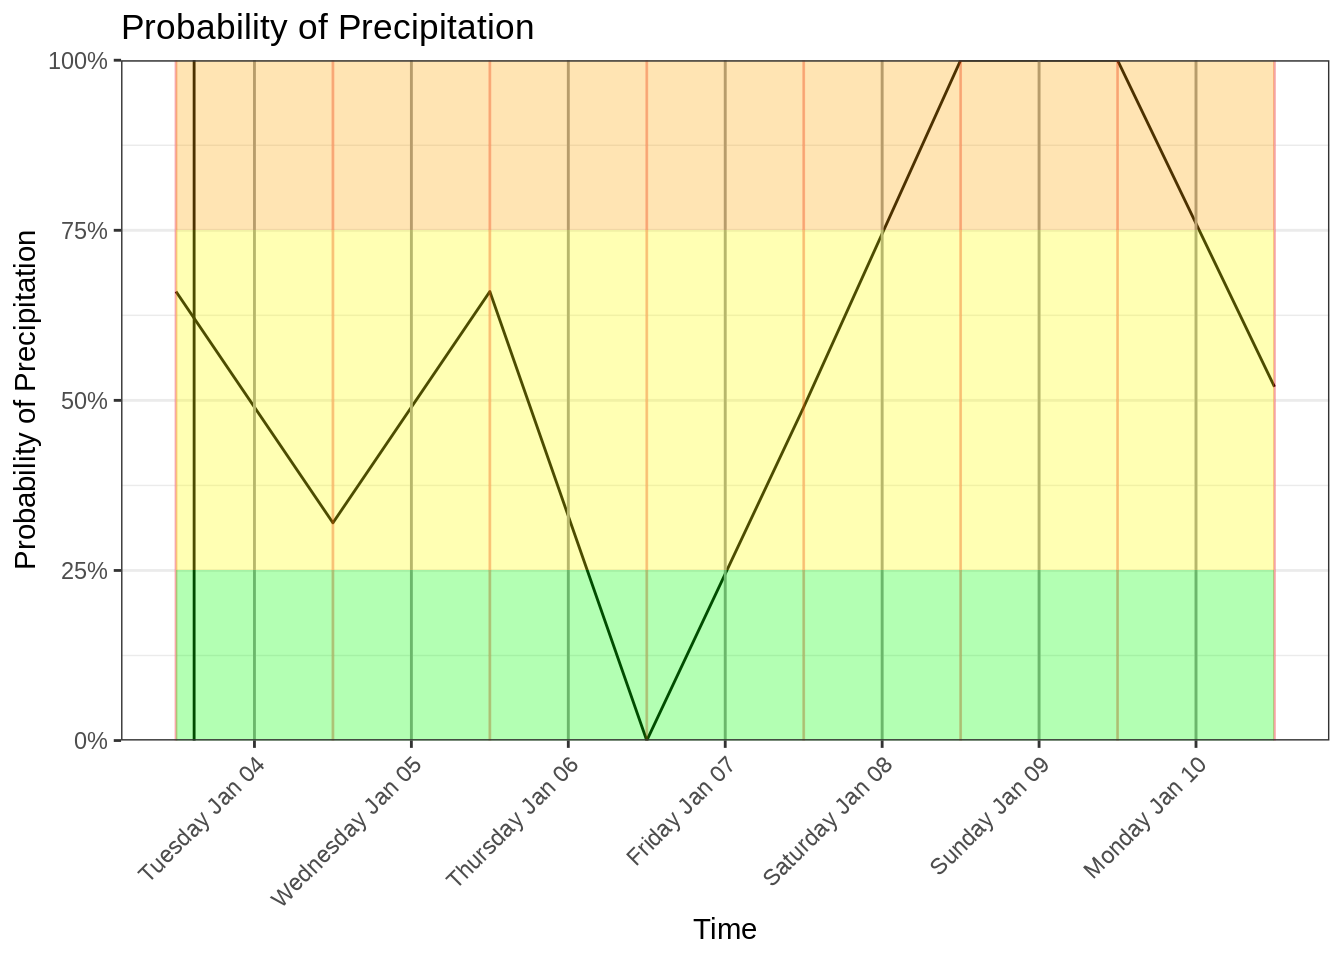 Probability of Precipitation
Probability of Precipitation
100%
75%
50%
25%
0%
Tuesday Jan 04
Wednesday Jan 05
Thursday Jan 06
Friday Jan 07
Saturday Jan 08
Sunday Jan 09
Monday Jan 10
Time